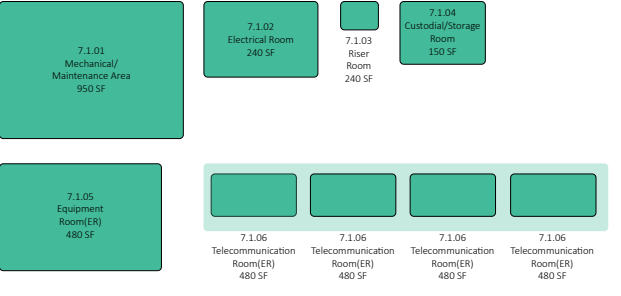 7.1.01
Mechanical/
Maintenance Area
950 SF
7.1.02
Electrical Room
240 SF
7.1.03
Riser
Room
240 SF
7.1.04
Custodial/Storage
Room
150 SF
7.1.05
Equipment
Room(ER)
480 SF
7.1.06
Telecommunication
Room(ER)
480 SF
7.1.06
Telecommunication
Room(ER)
480 SF
7.1.06
Telecommunication
Room(ER)
480 SF
7.1.06
Telecommunication
Room(ER)
480 SF